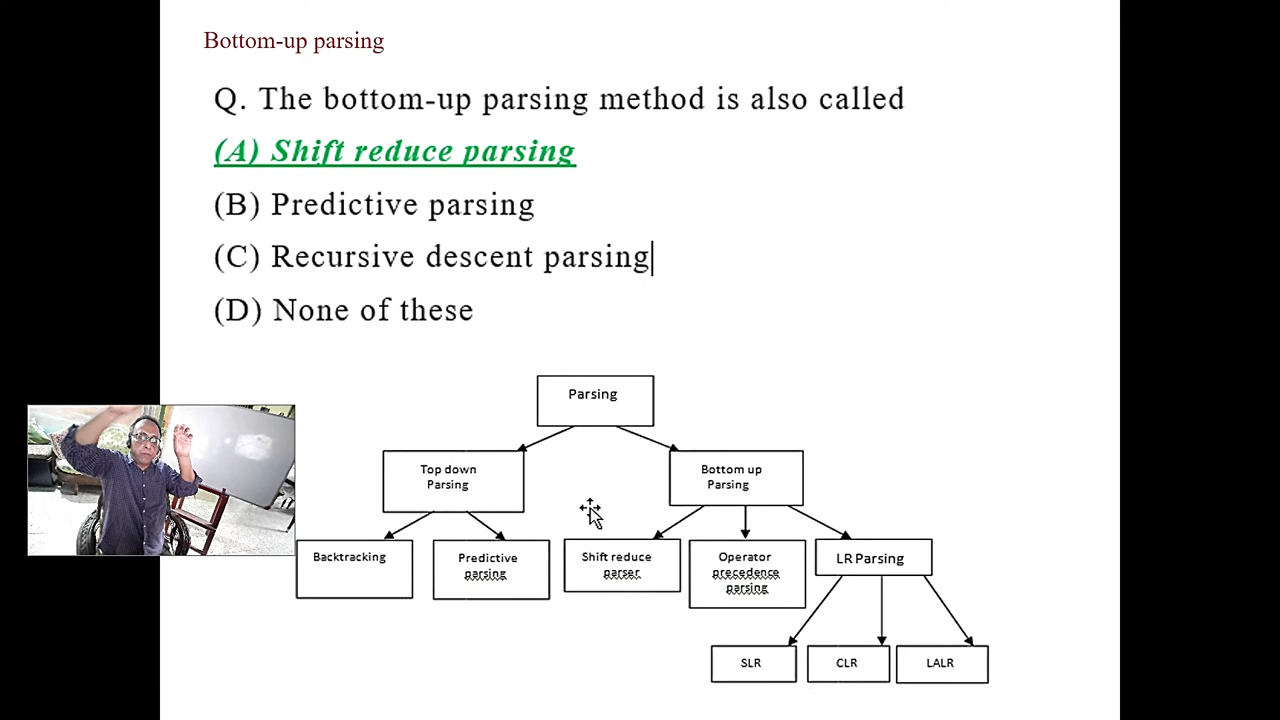 Bottom-up parsing
Q. The bottom-up parsing method is also called
(A) Shift reduce parsing
(B) Predictive parsing
(C) Recursive descent parsing
(D) None of these
Parsing
Top down
Parsing
Bottom up
Parsing
Backtracking
Predictive
parsing
Shift reduce
parser
Operator
precedence
parsing
LR Parsing
SLR
CLR
LALR